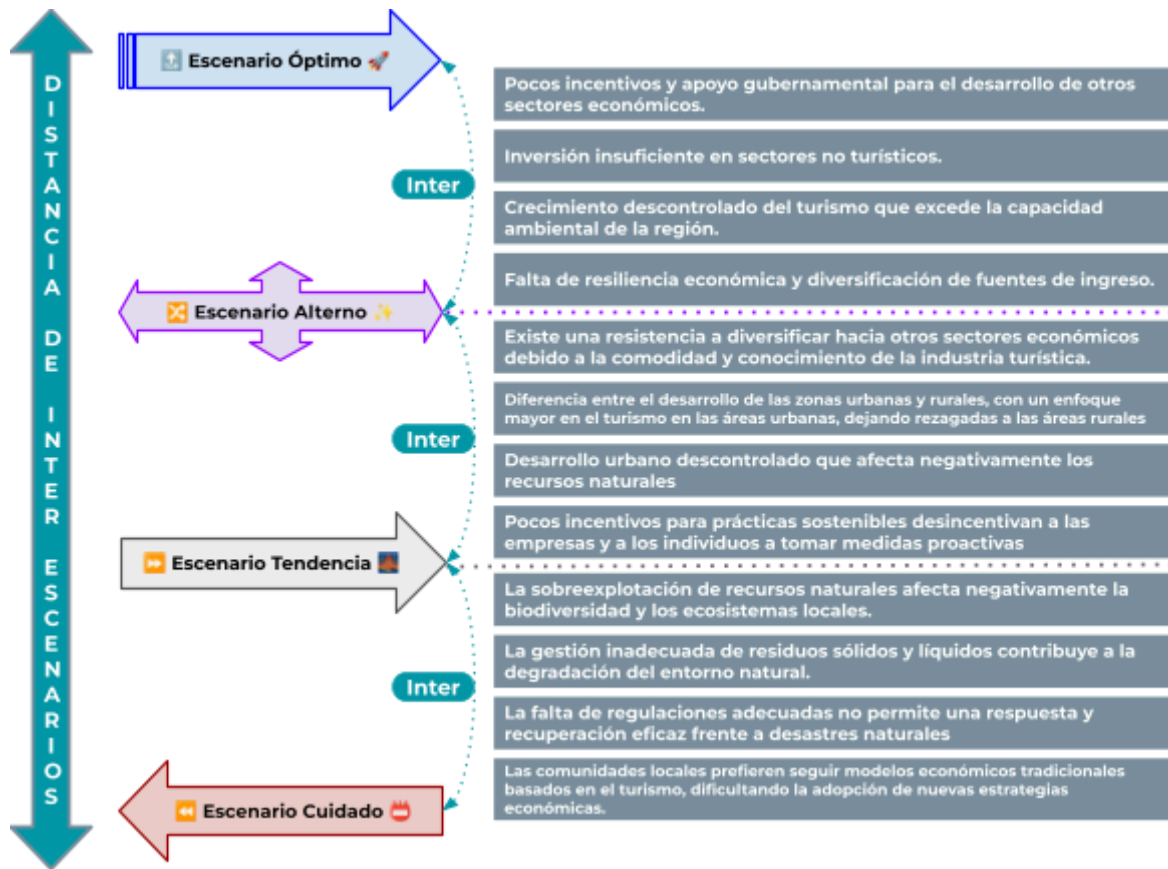 DISTANCIA DE INTER ESCENARIOS
Escenario Óptimo
Pocos incentivos y apoyo gubernamental para el desarrollo de otros
sectores económicos.
Inversión insuficiente en sectores no turísticos.
Inter
Crecimiento descontrolado del turismo que excede la capacidad
ambiental de la región.
Falta de resiliencia económica y diversificación de fuentes de ingreso.
Escenario Alterno
Existe una resistencia a diversificar hacia otros sectores económicos
debido a la comodidad y conocimiento de la industria turística.
Diferencia entre el desarrollo de las zonas urbanas y rurales, con un enfoque
mayor en el turismo en las áreas urbanas, dejando rezagadas a las áreas rurales
Inter
Desarrollo urbano descontrolado que afecta negativamente los
recursos naturales
Pocos incentivos para prácticas sostenibles desincentivan a las
empresas y a los individuos a tomar medidas proactivas
Escenario Tendencia
La sobreexplotación de recursos naturales afecta negativamente la
biodiversidad y los ecosistemas locales.
La gestión inadecuada de residuos sólidos y líquidos contribuye a la
degradación del entorno natural.
Inter
La falta de regulaciones adecuadas no permite una respuesta y
recuperación eficaz frente a desastres naturales
Las comunidades locales prefieren seguir modelos económicos tradicionales
basados en el turismo, dificultando la adopción de nuevas estrategias
económicas.
Escenario Cuidado